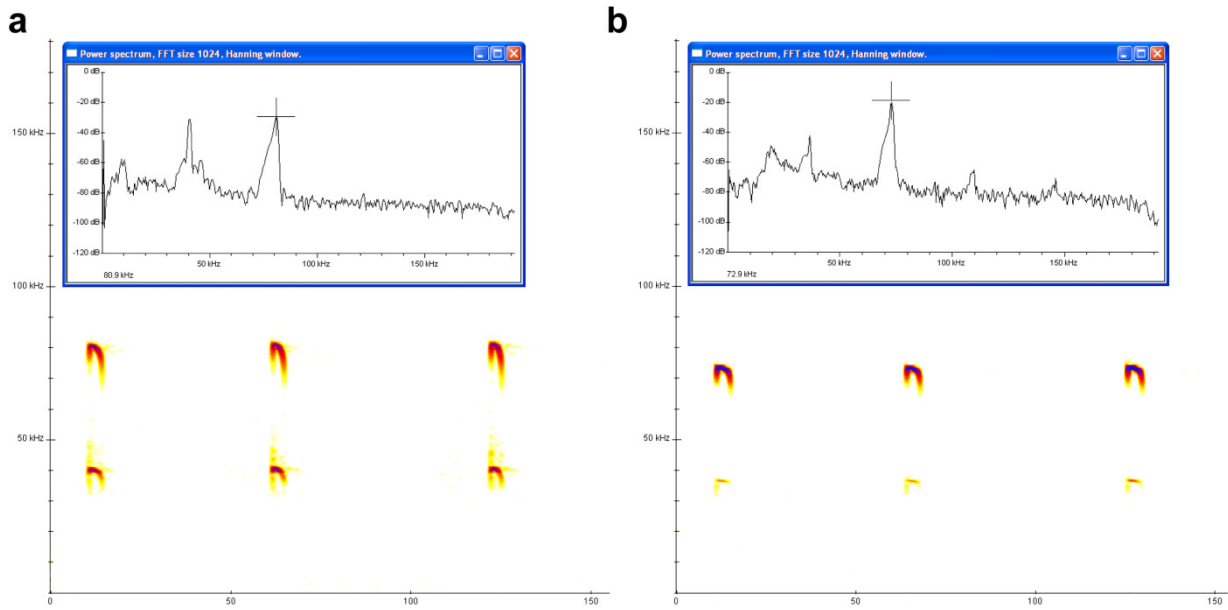 a
Power spectrum, FFT size 1024, Hanning window.
0 dB
-20 dB
-40 dB
-60 dB
-80 dB
-100 dB
-120 dB
50 kHz
100 kHz
150 kHz
80.9 kHz
150 kHz
100 kHz
50 kHz
0
50
100
150
b
Power spectrum, FFT size 1024, Hanning window.
0 dB
-20 dB
-40 dB
-60 dB
-80 dB
-100 dB
-120 dB
50 kHz
100 kHz
150 kHz
72.9 kHz
150 kHz
100 kHz
50 kHz
0
50
100
150